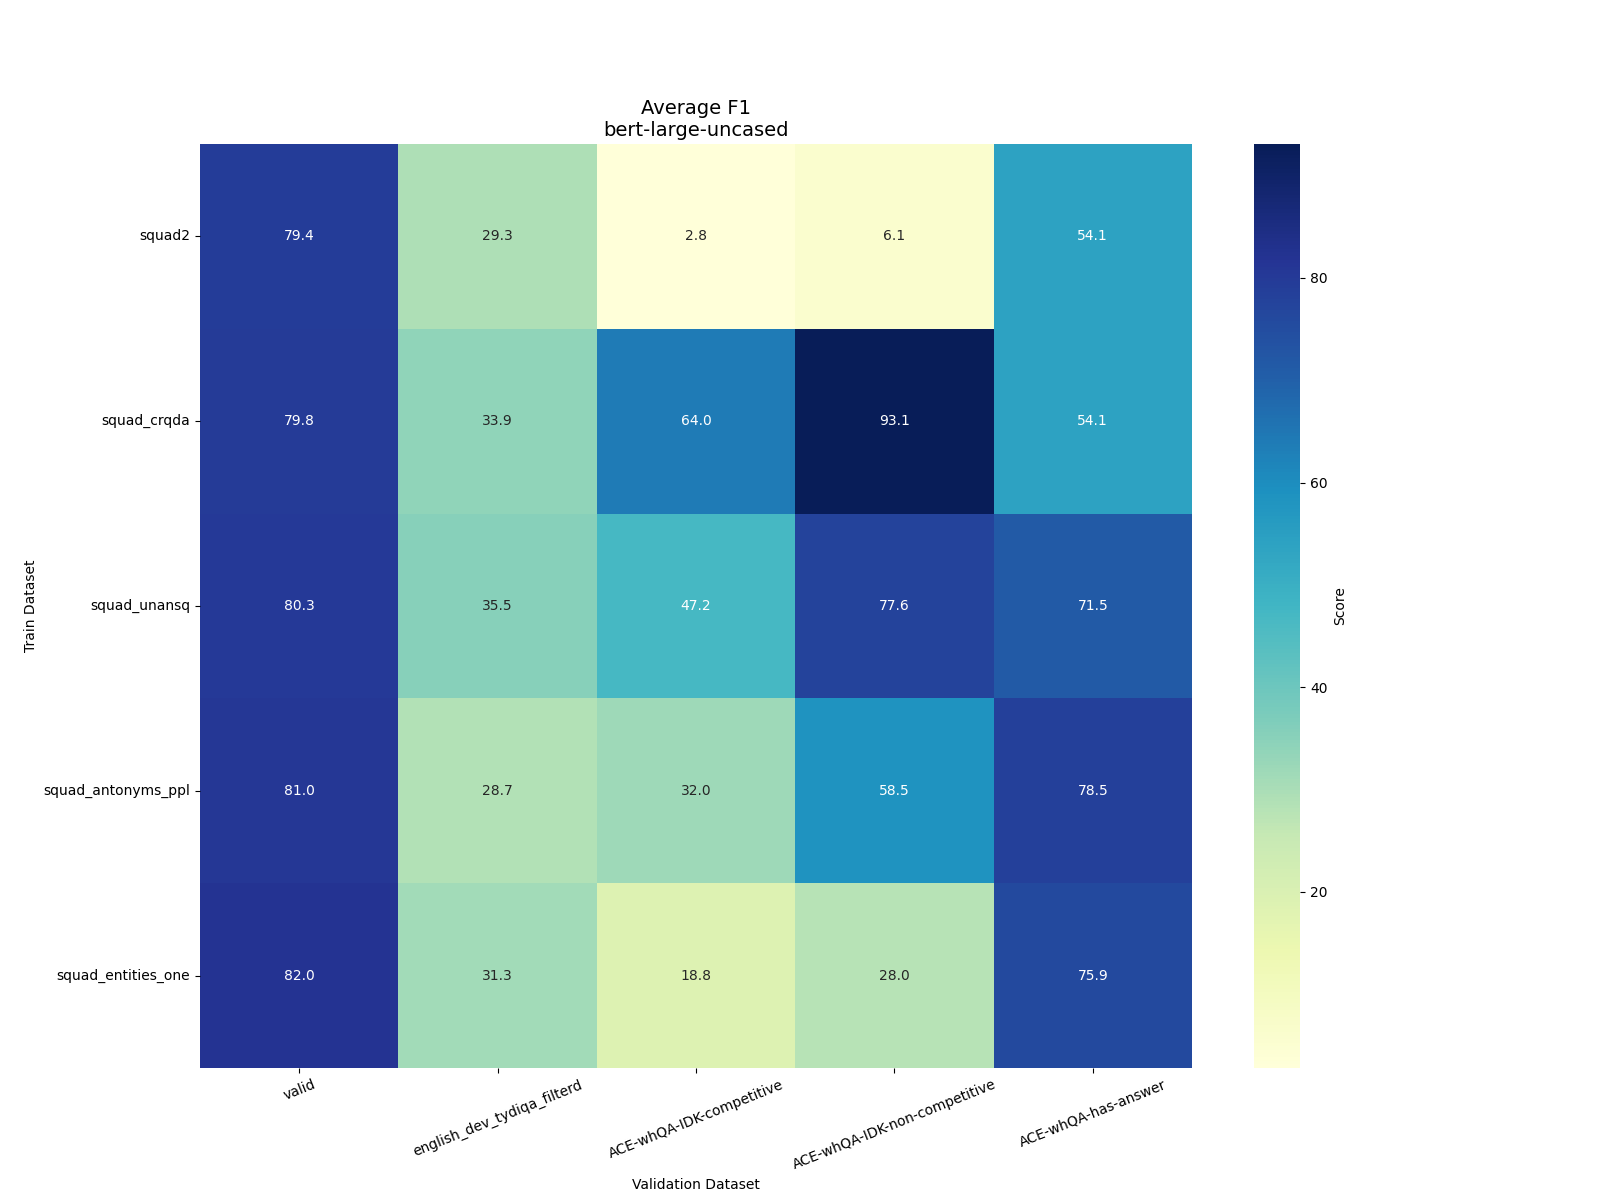 Average F1
bert-large-uncased
Train Dataset
squad2 79.4 29.3 2.8 6.1 54.1
squad_crqda 79.8 33.9 64.0 93.1 54.1
squad_unansq 80.3 35.5 47.2 77.6 71.5
squad_antonyms_ppl 81.0 28.7 32.0 58.5 78.5
squad_entities_one 82.0 31.3 18.8 28.0 75.9
valid english_dev_tydiqa_filterd ACE-whQA-IDK-competitive ACE-whQA-IDK-non-competitive ACE-whQA-has-answer
Validation Dataset
80
60
40
20
Score